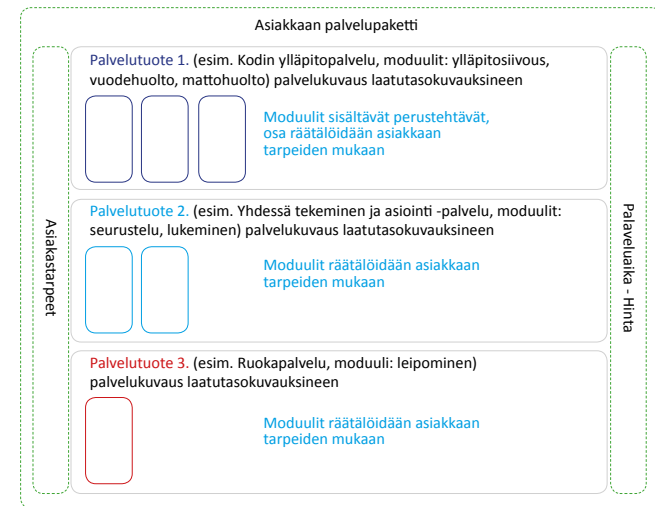 Asiakkaan palvelupaketti
Asiakastarpeet
Palvelutuote 1. (esim. Kodin ylläpitopalvelu, moduulit: ylläpitosiivous,
vuodehuolto, mattohuolto) palvelukuvaus laatutasokuvauksineen
Moduulit sisältävät perustehtävät,
osa räätälöidään asiakkaan
tarpeiden mukaan
Palvelutuote 2. (esim. Yhdessä tekeminen ja asiointi -palvelu, moduulit:
seurustelu, lukeminen) palvelukuvaus laatutasokuvauksineen
Moduulit räätälöidään asiakkaan
tarpeiden mukaan
Palvelutuote 3. (esim. Ruokapalvelu, moduuli: leipominen)
palvelukuvaus laatutasokuvauksineen
Moduulit räätälöidään asiakkaan
tarpeiden mukaan
Palaveluaika - Hinta